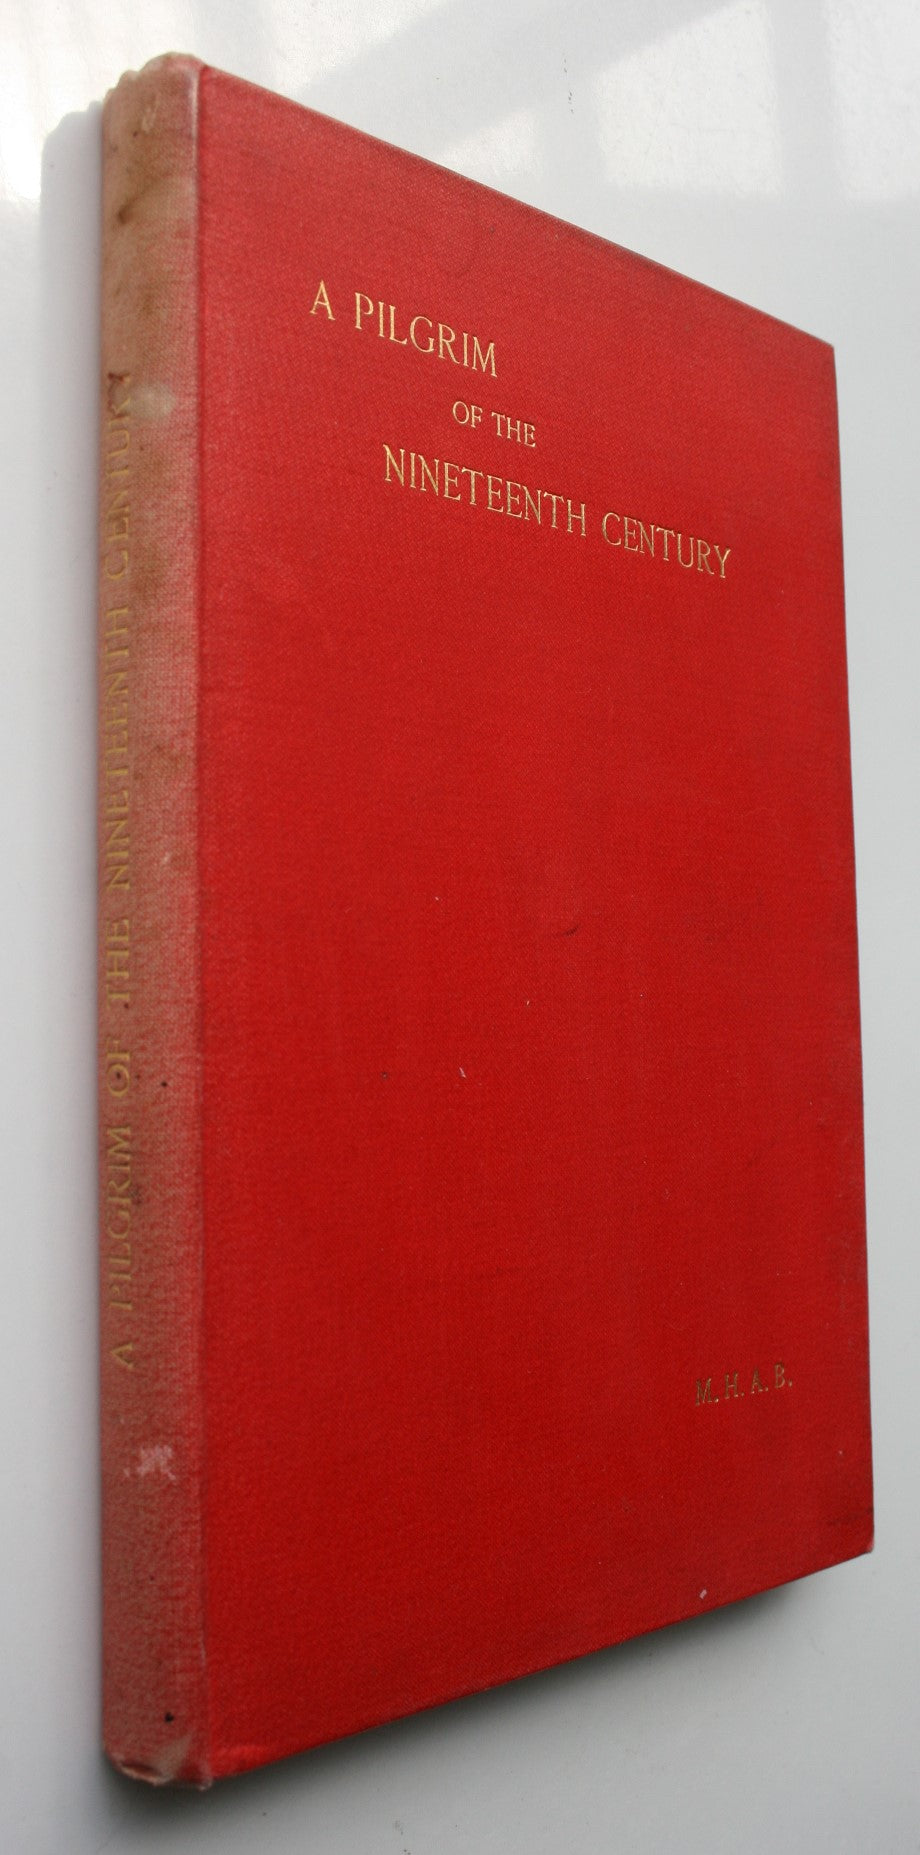 A PILGRIM
OF THE
NINETEENTH CENTURY
M. H. A. B.
A PILGRIM OF THE NINETEENTH CENTURY